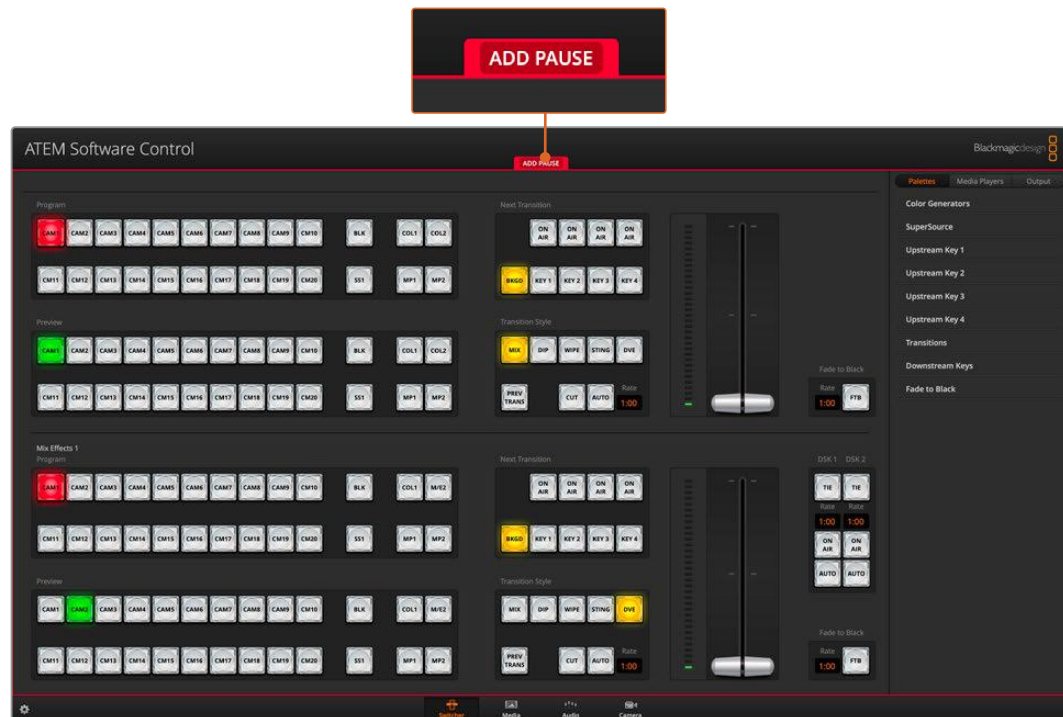 ADD PAUSE
ATEM Software Control
ADD PAUSE
Blackmagicdesign
Palettes Media Players Output
Color Generators
SuperSource
Upstream Key 1
Upstream Key 2
Upstream Key 3
Upstream Key 4
Transitions
Downstream Keys
Fade to Black
Program
CAM1 CAM2 CAM3 CAM4 CAM5 CAM6 CAM7 CAM8 CAM9 CM10 BLK COL1 COL2
CM11 CM12 CM13 CM14 CM15 CM16 CM17 CM18 CM19 CM20 SS1 MP1 MP2
Next Transition
ON AIR ON AIR ON AIR ON AIR
BKGD KEY 1 KEY 2 KEY 3 KEY 4
Preview
CAM1 CAM2 CAM3 CAM4 CAM5 CAM6 CAM7 CAM8 CAM9 CM10 BLK COL1 COL2
CM11 CM12 CM13 CM14 CM15 CM16 CM17 CM18 CM19 CM20 SS1 MP1 MP2
Transition Style
MIX DIP WIPE STING DVE
PREV TRANS CUT AUTO Rate 1:00
Fade to Black
Rate 1:00 FTB
Mix Effects 1
Program
CAM1 CAM2 CAM3 CAM4 CAM5 CAM6 CAM7 CAM8 CAM9 CM10 BLK COL1 M/E2
CM11 CM12 CM13 CM14 CM15 CM16 CM17 CM18 CM19 CM20 SS1 MP1 MP2
Next Transition
ON AIR ON AIR ON AIR ON AIR
BKGD KEY 1 KEY 2 KEY 3 KEY 4
DSK 1 DSK 2
TIE TIE
Rate Rate
1:00 1:00
ON AIR ON AIR
AUTO AUTO
Preview
CAM1 CAM2 CAM3 CAM4 CAM5 CAM6 CAM7 CAM8 CAM9 CM10 BLK COL1 M/E2
CM11 CM12 CM13 CM14 CM15 CM16 CM17 CM18 CM19 CM20 SS1 MP1 MP2
Transition Style
MIX DIP WIPE STING DVE
PREV TRANS CUT AUTO Rate 1:00
Fade to Black
Rate 1:00 FTB
Switcher Media Audio Camera